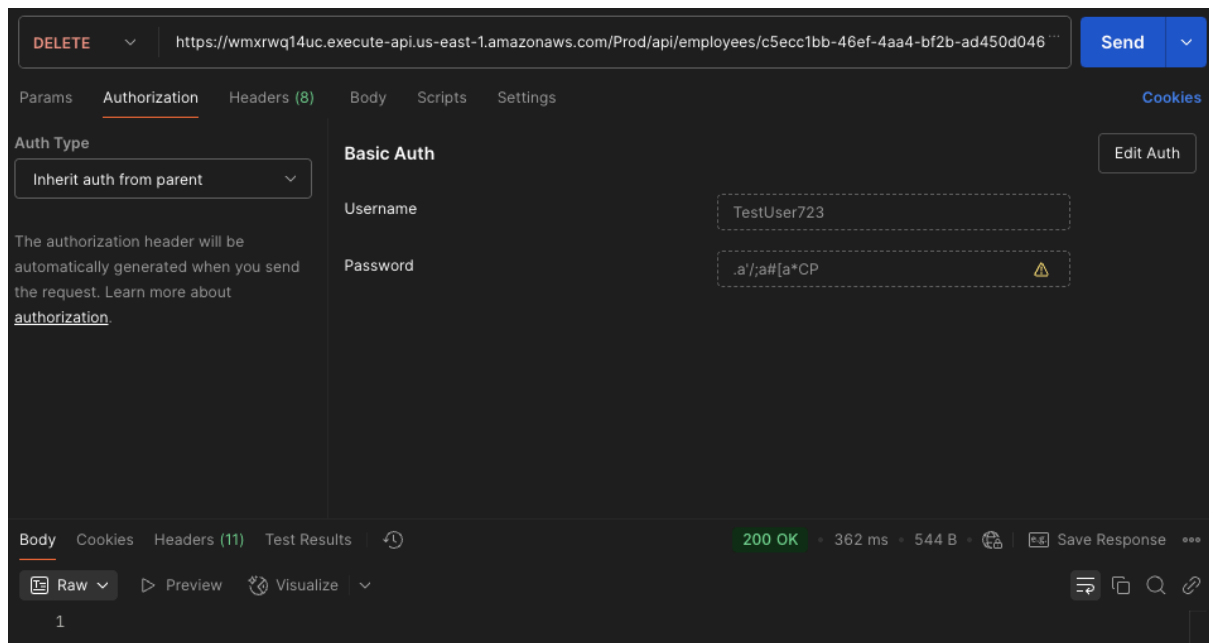 DELETE https://wmxrwq14uc.execute-api.us-east-1.amazonaws.com/Prod/api/employees/c5ecc1bb-46ef-4aa4-bf2b-ad450d046 ... Send
Params Authorization Headers (8) Body Scripts Settings Cookies
Auth Type
Inherit auth from parent
The authorization header will be
automatically generated when you send
the request. Learn more about
authorization.
Basic Auth
Edit Auth
Username
TestUser723
Password
.a'/;a#[a*CP
Body Cookies Headers (11) Test Results 200 OK • 362 ms • 544 B • e.g. Save Response
Raw Preview Visualize
1